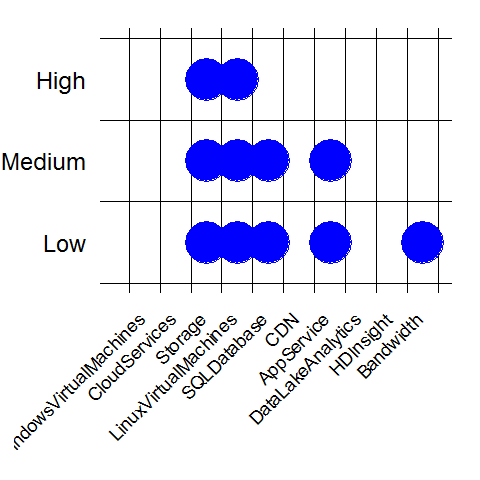 High
Medium
Low
ndowsVirtualMachines
CloudServices
Storage
LinuxVirtualMachines
SQLDatabase
CDN
AppService
DataLakeAnalytics
HDInsight
Bandwidth